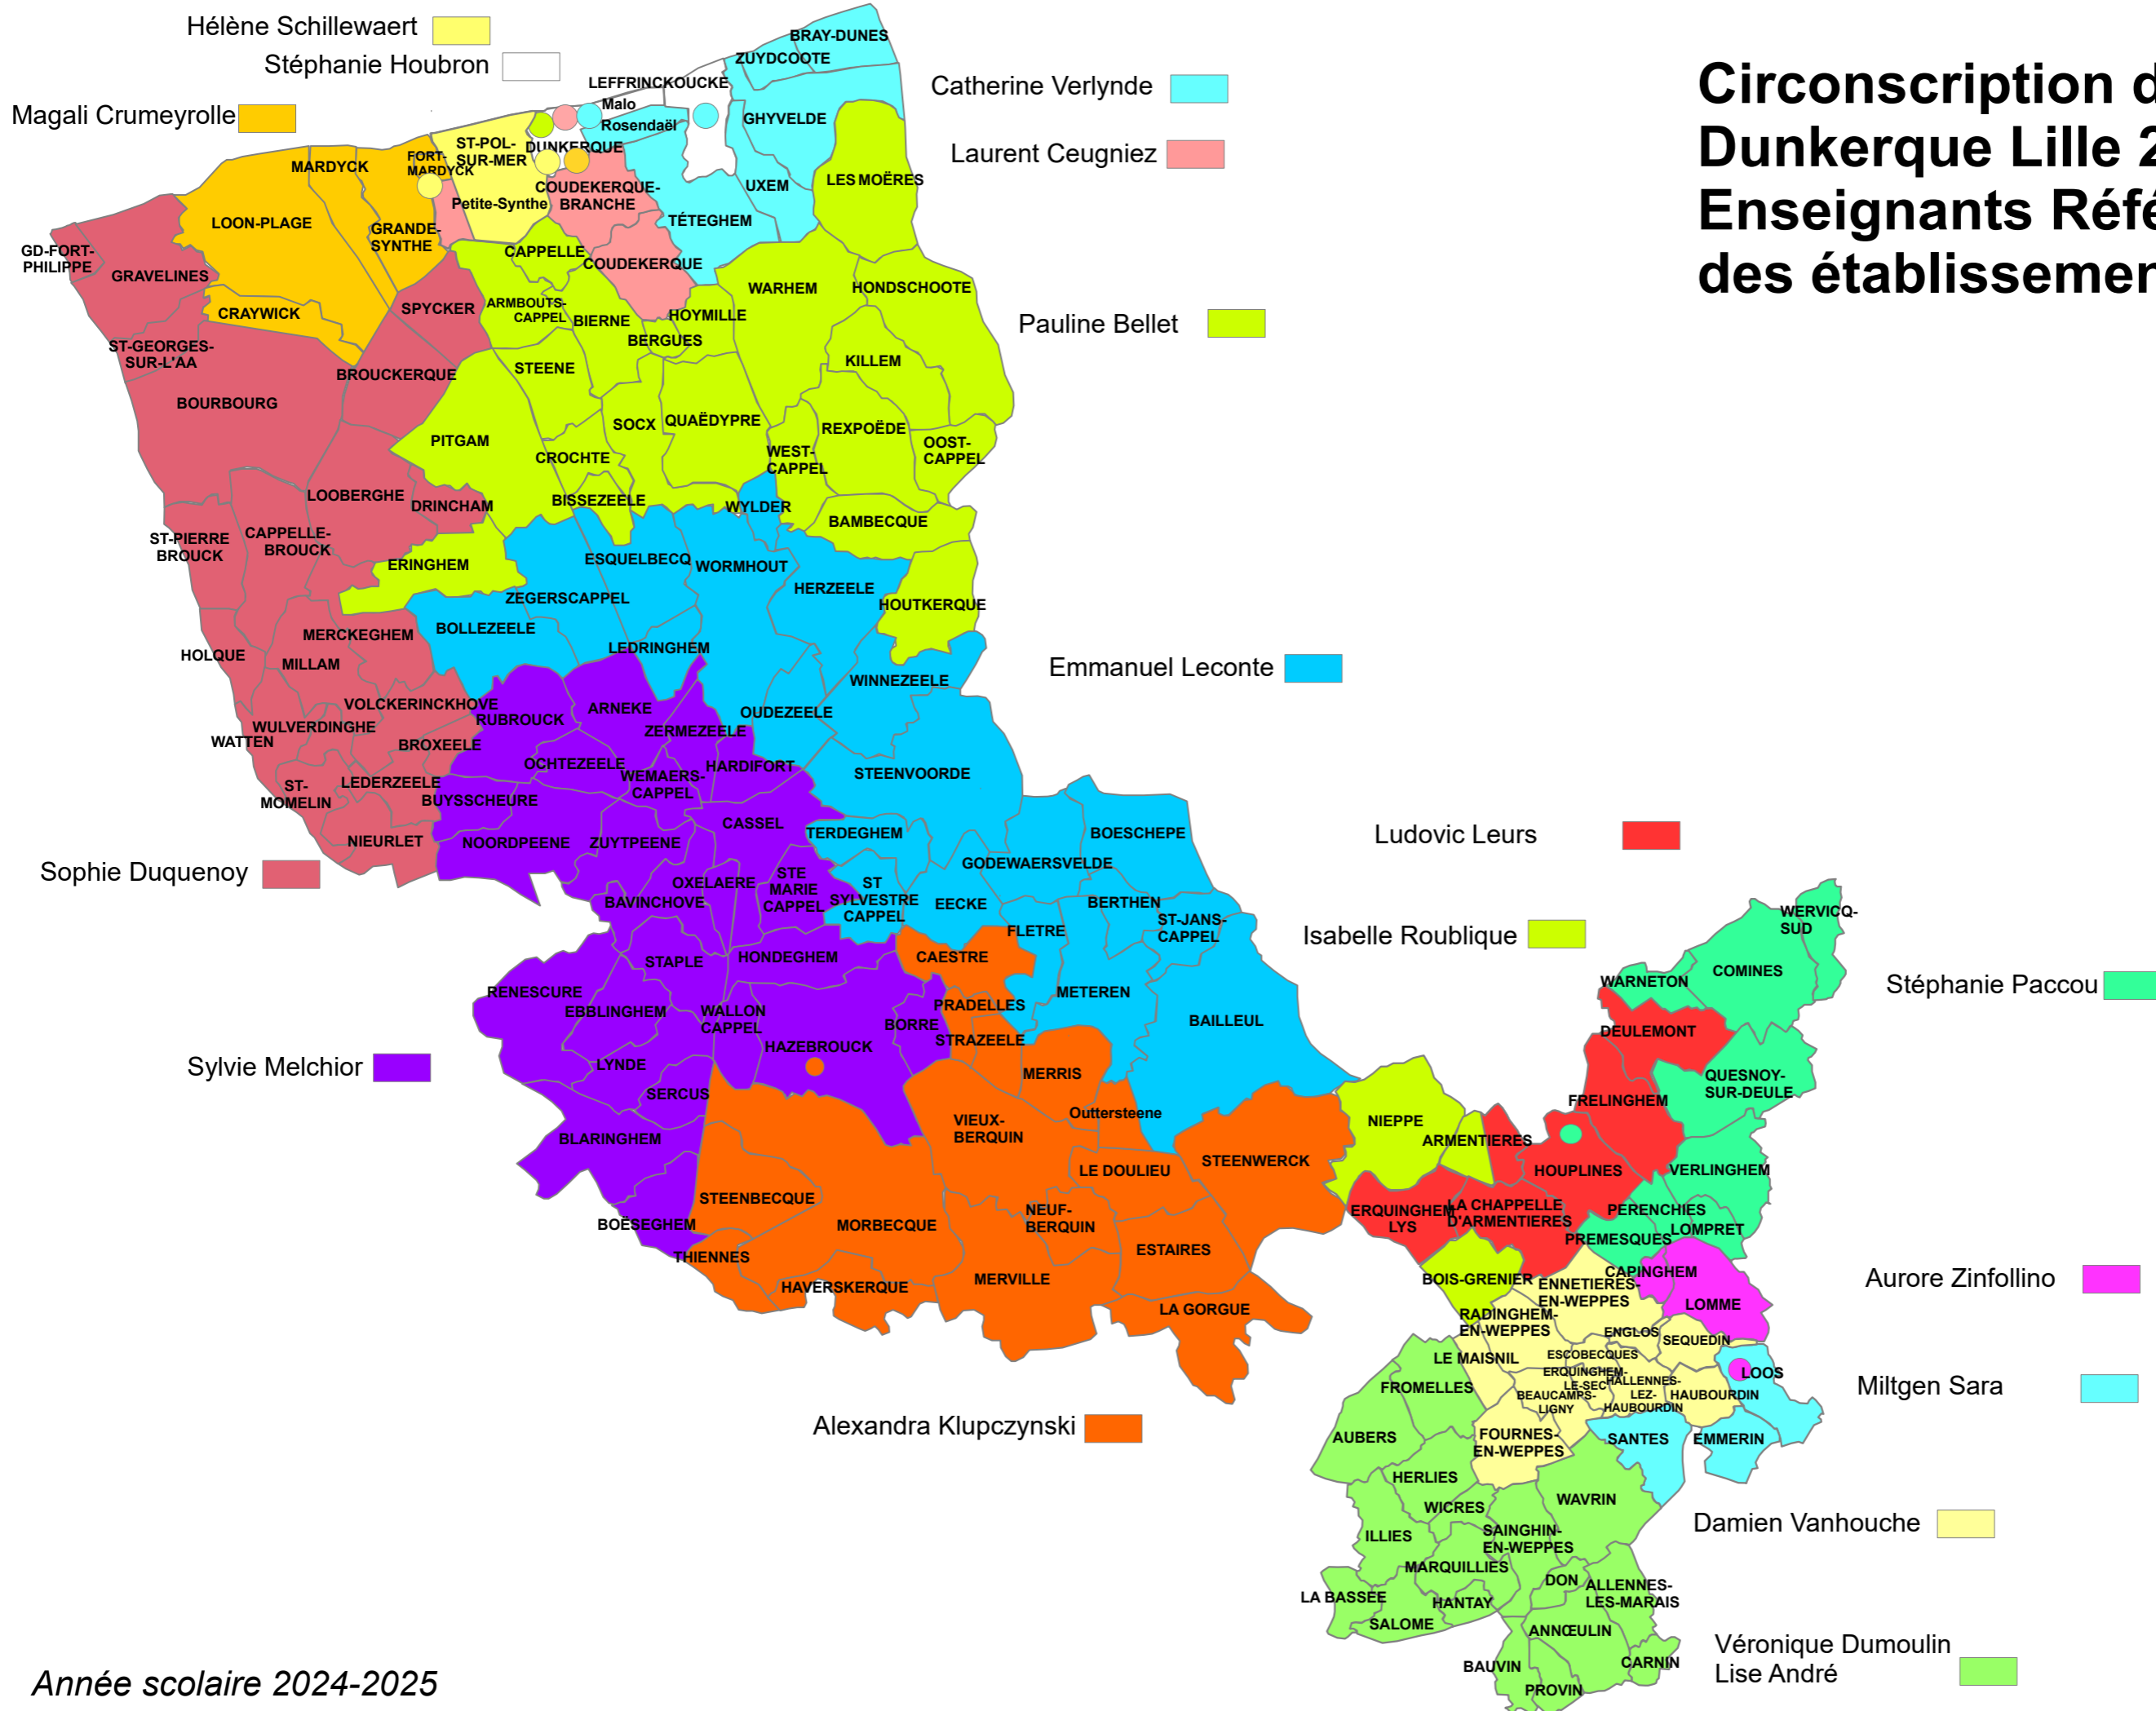 Hélène Schillewaert
Stéphanie Houbron
Magali Crumeyrolle
Catherine Verlynde
Laurent Ceugniez
Circonscription d
Dunkerque Lille 2
Enseignants Réfé
des établissemen
BRAY-DUNES
ZUYDCOOTE
LEFFRINCKOUCKE
Malo
Rosendaël
GHYVELDE
ST-POL-
SUR-MER
DUNKERQUE
FORT-
MARDYCK
MARDYCK
COUDEKERQUE-
BRANCHE
Petite-Synthe
UXEM
LES MOËRES
TÉTEGHEM
LOON-PLAGE
GRANDE-
SYNTHE
GD-FORT-
PHILIPPE
GRAVELINES
CAPPELLE
COUDEKERQUE
WARHEM
HONDSCHOOTE
CRAYWICK
SPYCKER
ARMBOUTS-
CAPPEL
BIERNE
HOYMILLE
BERGUES
Pauline Bellet
ST-GEORGES-
SUR-L'AA
BROUCKERQUE
STEENE
KILLEM
BOURBOURG
PITGAM
SOCX
QUAËDYPRE
REXPOËDE
WEST-
CAPPEL
OOST-
CAPPEL
CROCHTE
LOOBERGHE
DRINCHAM
BISSEZEELE
WYLDER
BAMBECQUE
ST-PIERRE
BROUCK
CAPPELLE-
BROUCK
ERINGHEM
ESQUELBECQ
WORMHOUT
HERZEELE
HOUTKERQUE
ZEGERSCAPPEL
BOLLEZEELE
LEDRINGHEM
MERCKEGHEM
HOLQUE
MILLAM
WINNEZEELE
Emmanuel Leconte
VOLCKERINCKHOVE
WULVERDINGHE
WATTEN
BROXEELE
RUBROUCK
ARNEKE
ZERMEZEELE
OUDEZEELE
OCHTEZEELE
WEMAERS-
CAPPEL
HARDIFORT
STEENVOORDE
ST-
MOMELIN
LEDERZEELE
BUYSSCHEURE
NIEURLET
NOORDPEENE
ZUYTPEENE
CASSEL
TERDEGHEM
BOESCHEPE
GODEWAERSVELDE
Ludovic Leurs
Sophie Duquenoy
OXELAERE
STE
MARIE
CAPPEL
ST
SYLVESTRE
CAPPEL
BAVINCHOVE
EECKE
BERTHEN
ST-JANS-
CAPPEL
FLETRE
Isabelle Roublique
WERVICQ-
SUD
COMINES
WARNETON
Stéphanie Paccou
STAPLE
HONDEGHEM
CAESTRE
RENESCURE
EBBLINGHEM
WALLON
CAPPEL
PRADELLES
METEREN
BAILLEUL
BORRE
HAZEBROUCK
STRAZEELE
DEULEMONT
Sylvie Melchior
LYNDE
SERCUS
MERRIS
QUESNOY-
SUR-DEULE
FRELINGHEM
BLARINGHEM
VIEUX-
BERQUIN
Outtersteene
NIEPPE
ARMENTIERES
STEENWERCK
HOUPLINES
VERLINGHEM
LE DOULIEU
STEENBECQUE
BOËSEGHEM
MORBECQUE
NEUF-
BERQUIN
ESTAIRES
ERQUINGHEM
LYS
LA CHAPPELLE
D'ARMENTIERES
PERENCHIES
LOMPRET
PREMESQUES
THIENNES
HAVERSKERQUE
MERVILLE
LA GORGUE
BOIS-GRENIER
ENNETIERES-
EN-WEPPES
CAPINGHEM
LOMME
Aurore Zinfollino
RADINGHEM-
EN-WEPPES
ENGLOS
SEQUEDIN
LE MAISNIL
ESCOBECQUES
ERQUINGHEM-
LE-SEC
HALLENNES-
LEZ-
HAUBOURDIN
HAUBOURDIN
LOOS
Miltgen Sara
FROMELLES
BEAUCAMPS-
LIGNY
Alexandra Klupczynski
AUBERS
FOURNES-
EN-WEPPES
SANTES
EMMERIN
HERLIES
WICRES
WAVRIN
Damien Vanhouche
ILLIES
SAINGHIN-
EN-WEPPES
MARQUILLIES
DON
ALLENNES-
LES-MARAIS
LA BASSEE
HANTAY
SALOME
ANNŒULIN
BAUVIN
CARNIN
PROVIN
Véronique Dumoulin
Lise André
Année scolaire 2024-2025